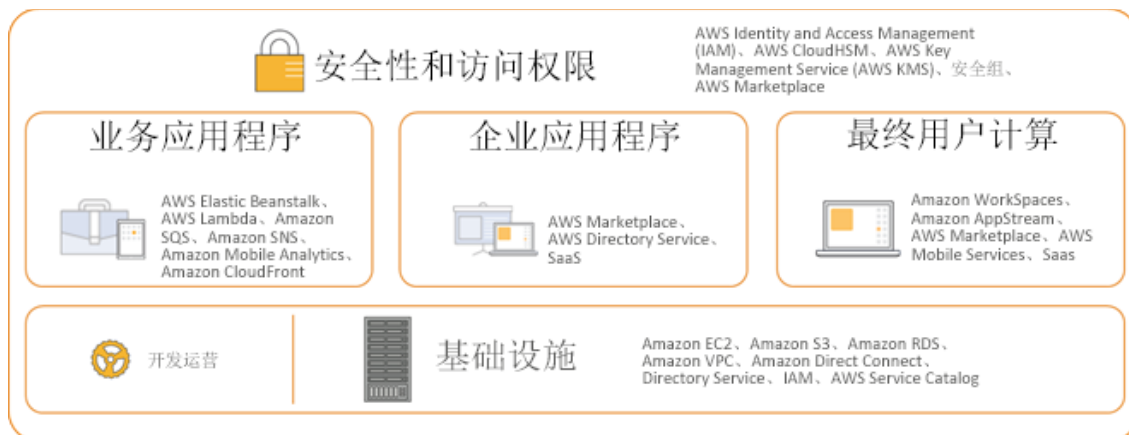 安全性和访问权限
AWS Identity and Access Management
(IAM)、AWS CloudHSM、AWS Key
Management Service (AWS KMS)、安全组、
AWS Marketplace
业务应用程序
AWS Elastic Beanstalk、
AWS Lambda、Amazon
SQS、Amazon SNS、
Amazon Mobile Analytics、
Amazon CloudFront
企业应用程序
AWS Marketplace、
AWS Directory Service、
SaaS
最终用户计算
Amazon WorkSpaces、
Amazon AppStream、
AWS Marketplace、AWS
Mobile Services、Saas
开发运营
基础设施
Amazon EC2、Amazon S3、Amazon RDS、
Amazon VPC、Amazon Direct Connect、
Directory Service、IAM、AWS Service Catalog